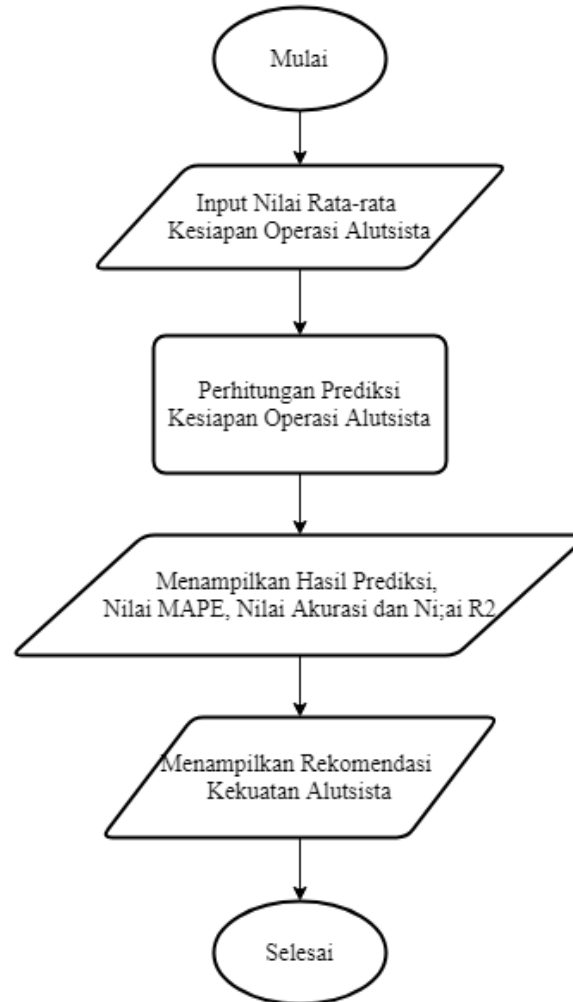 Mulai
Input Nilai Rata-rata
Kesiapan Operasi Alutsista
Perhitungan Prediksi
Kesiapan Operasi Alutsista
Menampilkan Hasil Prediksi,
Nilai MAPE, Nilai Akurasi dan Ni;ai R2
Menampilkan Rekomendasi
Kekuatan Alutsista
Selesai